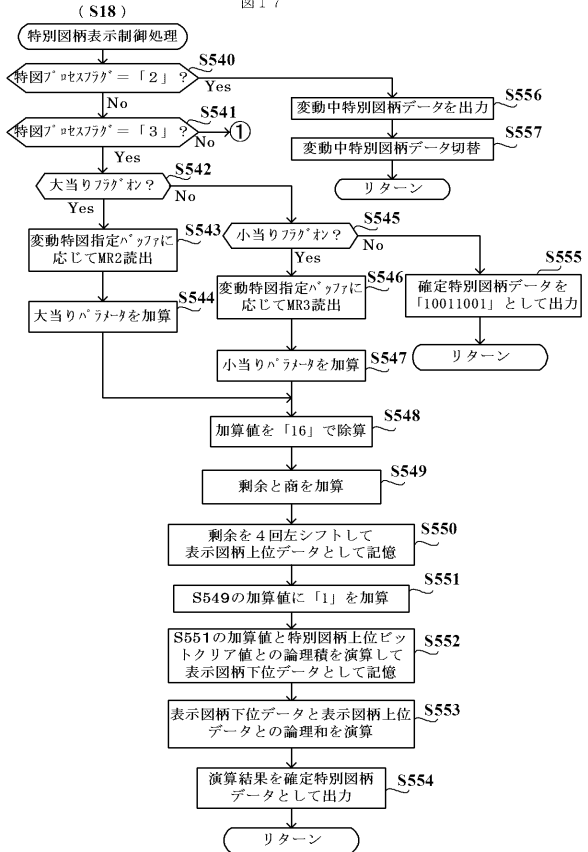 図17
(S18)
特別図柄表示制御処理
S540
特図ﾌﾟﾛｾｽﾌﾗｸﾞ=「2」?
Yes
No
S541
特図ﾌﾟﾛｾｽﾌﾗｸﾞ=「3」?
No
①
Yes
S556
変動中特別図柄データを出力
S557
変動中特別図柄データ切替
リターン
S542
大当りﾌﾗｸﾞｵﾝ?
No
Yes
S543
変動特図指定ﾊﾞｯﾌｧに
応じてMR2読出
S544
大当りﾊﾟﾗﾒｰﾀを加算
S545
小当りﾌﾗｸﾞｵﾝ?
No
Yes
S546
変動特図指定ﾊﾞｯﾌｧに
応じてMR3読出
S547
小当りﾊﾟﾗﾒｰﾀを加算
S555
確定特別図柄データを
「10011001」として出力
リターン
S548
加算値を「16」で除算
S549
剰余と商を加算
S550
剰余を4回左シフトして
表示図柄上位データとして記憶
S551
S549の加算値に「1」を加算
S552
S551の加算値と特別図柄上位ビッ
トクリア値との論理積を演算して
表示図柄下位データとして記憶
S553
表示図柄下位データと表示図柄上位
データとの論理和を演算
S554
演算結果を確定特別図柄
データとして出力
リターン